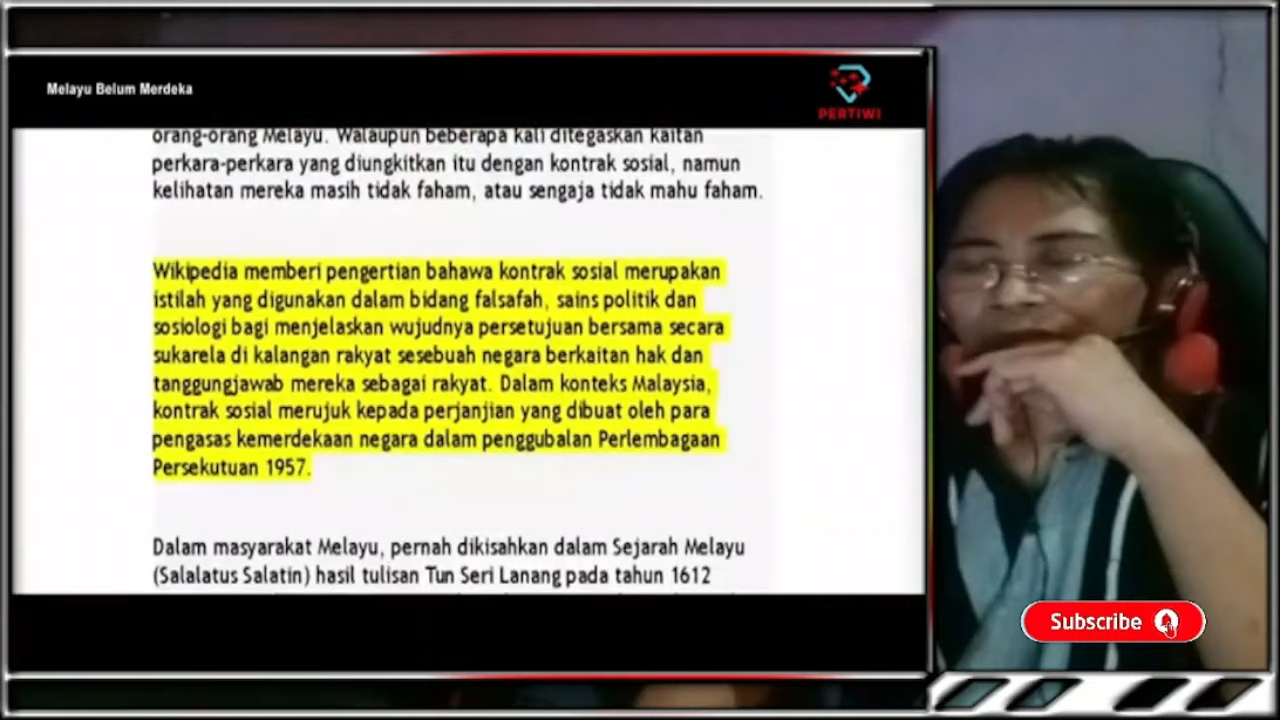 Melayu Belum Merdeka
PERTIWI
orang-orang Melayu. Walaupun beberapa kali ditegaskan kaitan
perkara-perkara yang diungkitkan itu dengan kontrak sosial, namun
kelihatan mereka masih tidak faham, atau sengaja tidak mahu faham.
Wikipedia memberi pengertian bahawa kontrak sosial merupakan
istilah yang digunakan dalam bidang falsafah, sains politik dan
sosiologi bagi menjelaskan wujudnya persetujuan bersama secara
sukarela di kalangan rakyat sesebuah negara berkaitan hak dan
tanggungjawab mereka sebagai rakyat. Dalam konteks Malaysia,
kontrak sosial merujuk kepada perjanjian yang dibuat oleh para
pengasas kemerdekaan negara dalam penggubalan Perlembagaan
Persekutuan 1957.
Dalam masyarakat Melayu, pernah dikisahkan dalam Sejarah Melayu
(Salalatus Salatin) hasil tulisan Tun Seri Lanang pada tahun 1612
Subscribe